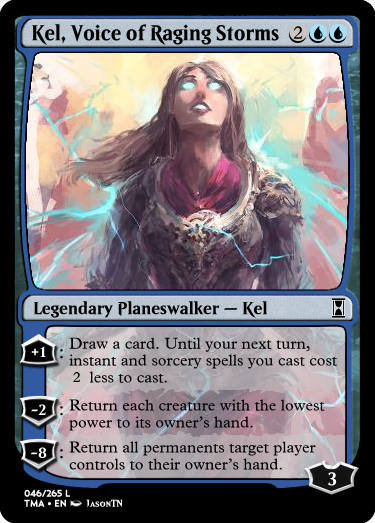 Kel, Voice of Raging Storms 2
Legendary Planeswalker — Kel
+1: Draw a card. Until your next turn,
instant and sorcery spells you cast cost
2 less to cast.
-2: Return each creature with the lowest
power to its owner's hand.
-8: Return all permanents target player
controls to their owner's hand.
3
046/265 L
TMA • EN JasonTN